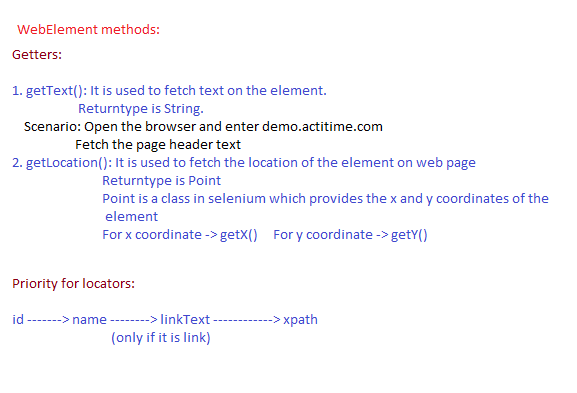 WebElement methods:
Getters:
1. getText(): It is used to fetch text on the element.
Returntype is String.
Scenario: Open the browser and enter demo.actitime.com
Fetch the page header text
2. getLocation(): It is used to fetch the location of the element on web page
Returntype is Point
Point is a class in selenium which provides the x and y coordinates of the
element
For x coordinate -> getX() For y coordinate -> getY()
Priority for locators:
id -------> name --------> linkText ------------> xpath
(only if it is link)